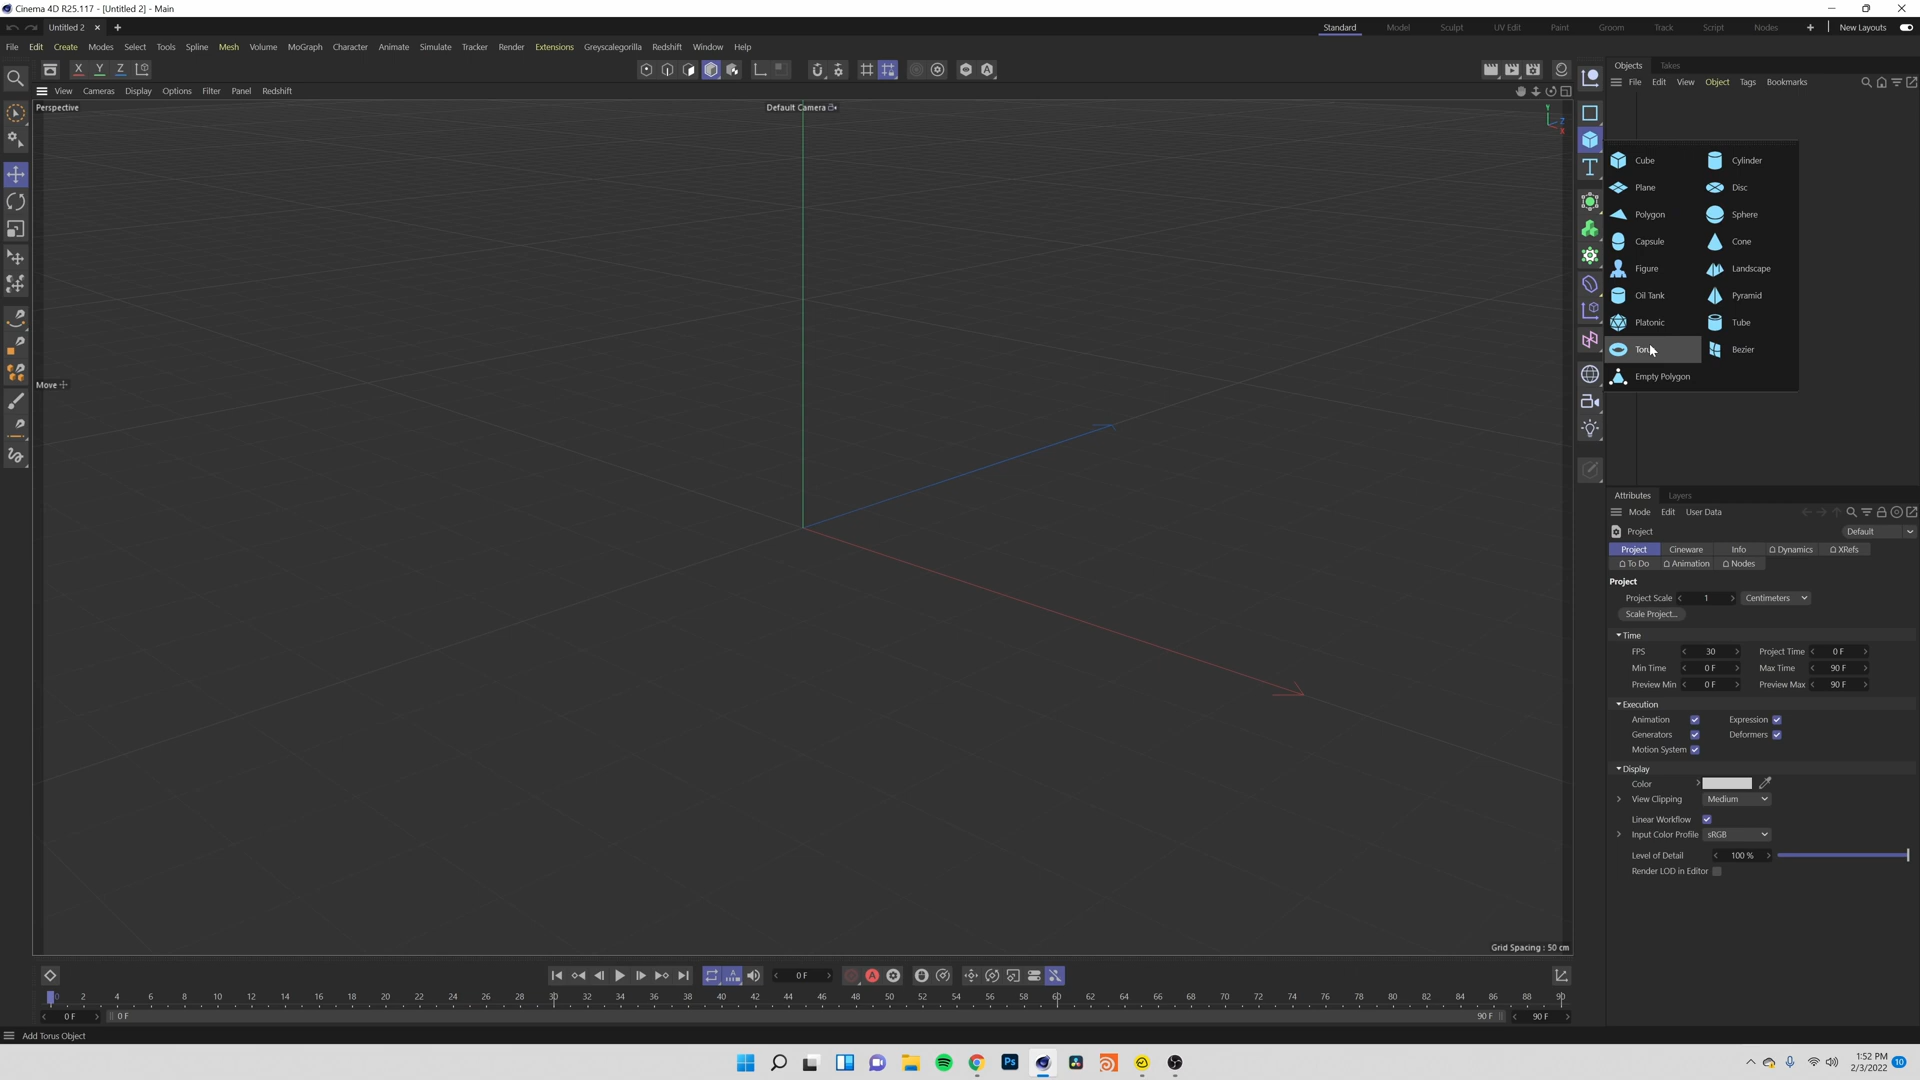 Cinema 4D R25.117 - [Untitled 2] - Main
Untitled 2
Standard Model Sculpt UV Edit Paint Groom Track Script Nodes New Layouts
File Edit Create Modes Select Tools Spline Mesh Volume MoGraph Character Animate Simulate Tracker Render Extensions Greyscalegorilla Redshift Window Help
Objects Takes
X Y Z
File Edit View Object Tags Bookmarks
View Cameras Display Options Filter Panel Redshift
Perspective
Default Camera
Y
Z
X
Cube Cylinder
Plane Disc
Polygon Sphere
Capsule Cone
Figure Landscape
Oil Tank Pyramid
Platonic Tube
Bezier
Empty Polygon
Move
Attributes Layers
Mode Edit User Data
Project Default
Project Cineware Info Dynamics XRefs
To Do Animation Nodes
Project
Project Scale 1 Centimeters
Scale Project...
Time
FPS 30 Project Time 0 F
Min Time 0 F Max Time 90 F
Preview Min 0 F Preview Max 90 F
Execution
Animation Expression
Generators Deformers
Motion System
Display
Color
View Clipping Medium
Linear Workflow
Input Color Profile sRGB
Level of Detail 100 %
Render LOD in Editor
Grid Spacing : 50 cm
0 F
A
0 2 4 6 8 10 12 14 16 18 20 22 24 26 28 30 32 34 36 38 40 42 44 46 48 50 52 54 56 58 60 62 64 66 68 70 72 74 76 78 80 82 84 86 88 90
0 F 0 F 90 F 90 F
Add Torus Object
Ps
1:52 PM
2/3/2022
10